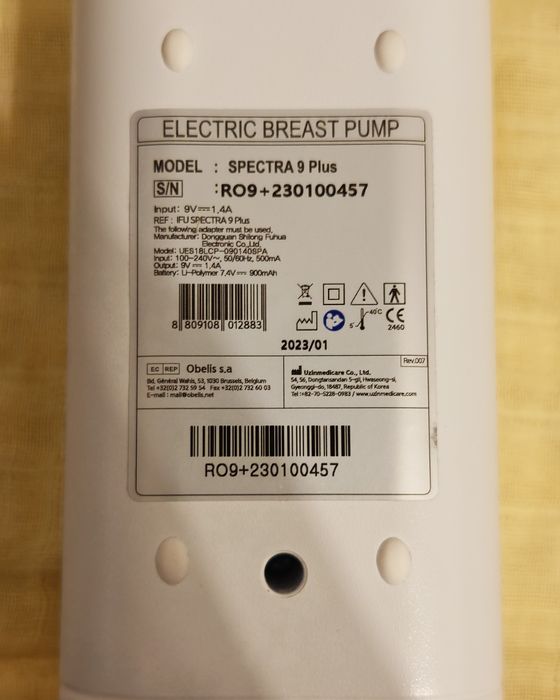 ELECTRIC BREAST PUMP
MODEL : SPECTRA 9 Plus
S/N : RO9+230100457
Input: 9V⎓1,4A
REF : IFU SPECTRA 9 Plus
The following adapter must be used,
Manufacturer: Dongguan Shilong Fuhua
Electronic Co,,Ltd,
Model: UES18LCP-090140SPA
Input: 100-240V~, 50/60Hz, 500mA
Output: 9V⎓1,4A
Battery: Li-Polymer 7,4V⎓900mAh
8 809108 012883
5° 40°C
CE
2460
2023/01
Rev.007
EC REP Obelis s.a
Bd, Général Wahis, 53, 1030 Brussels, Belgium
Tel +32(0)2 732 59 54 Fax +32(0)2 732 60 03
E-mail : mail@obelis.net
Uzinmedicare Co., Ltd.
54, 56, Dongtansandan 5-gil, Hwaseong-si,
Gyeonggi-do, 18487, Republic of Korea
Tel :+82-70-5228-0983 / www.uzinmedicare.com
RO9+230100457